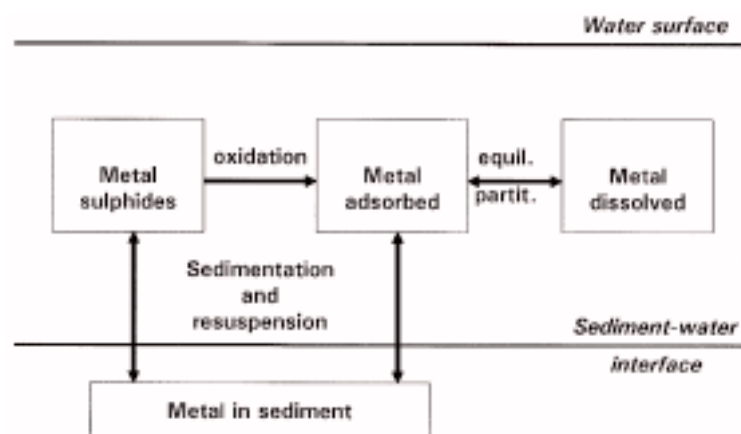 Water surface
Metal
sulphides
oxidation
Metal
adsorbed
equil.
partit.
Metal
dissolved
Sedimentation
and
resuspension
Sediment-water
interface
Metal in sediment